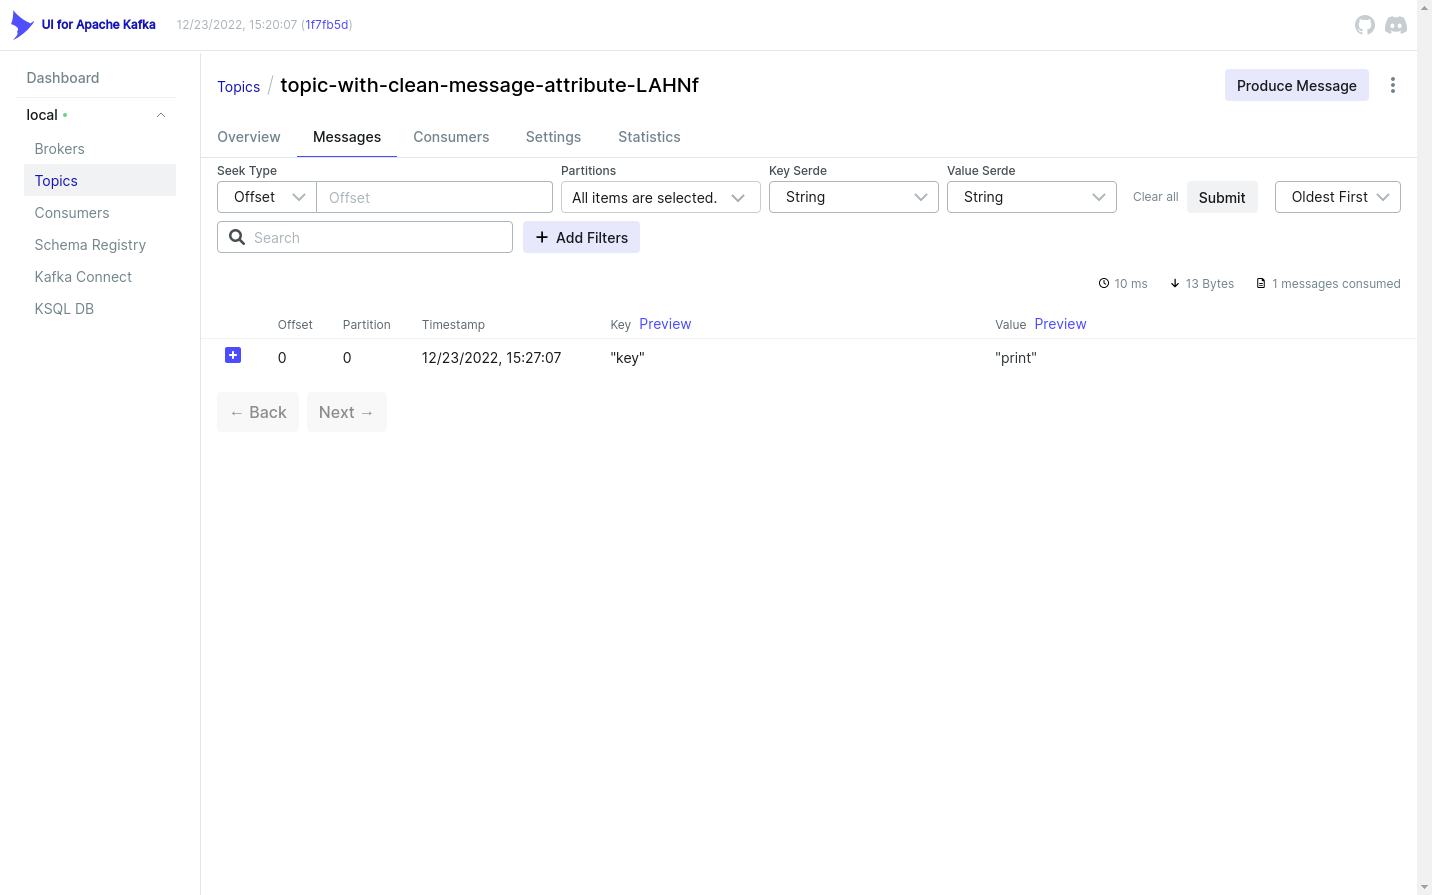 UI for Apache Kafka 12/23/2022, 15:20:07 (1f7fb5d)
Dashboard
local
Brokers
Topics
Consumers
Schema Registry
Kafka Connect
KSQL DB
Topics / topic-with-clean-message-attribute-LAHNf Produce Message
Overview Messages Consumers Settings Statistics
Seek Type Partitions Key Serde Value Serde
Offset Offset All items are selected. String String Clear all Submit Oldest First
Search Add Filters
10 ms 13 Bytes 1 messages consumed
Offset Partition Timestamp Key Preview Value Preview
0 0 12/23/2022, 15:27:07 "key" "print"
← Back Next →